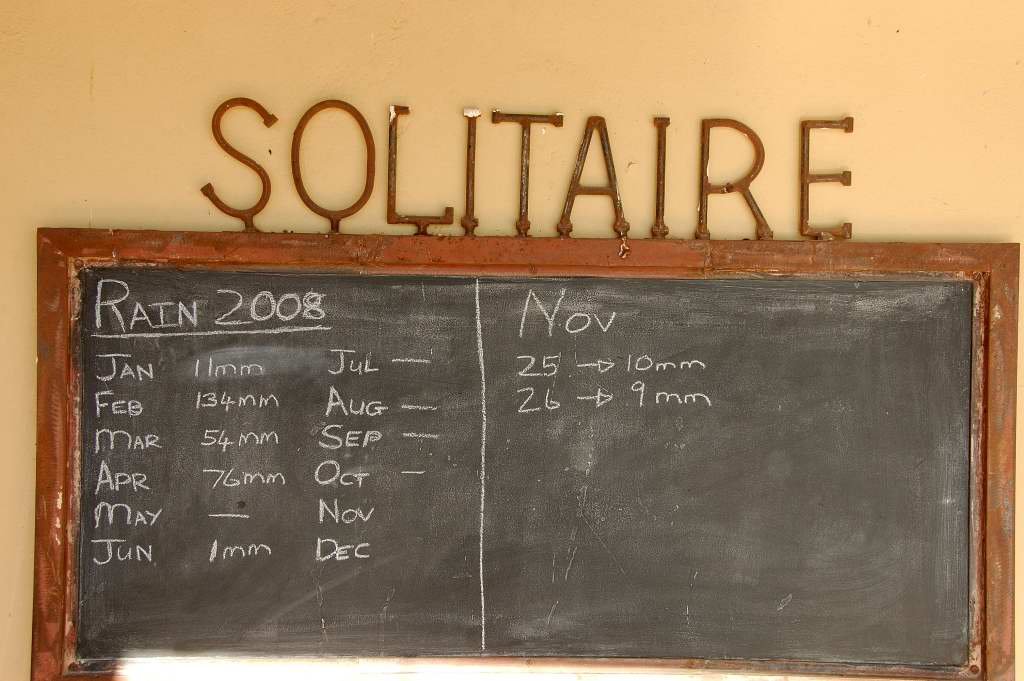 SOLITAIRE
RAIN 2008
JAN 11mm JUL —
FEB 134mm AUG —
MAR 54mm SEP —
APR 76mm OCT —
MAY — NOV
JUN 1mm DEC
Nov
25 → 10mm
26 → 9mm